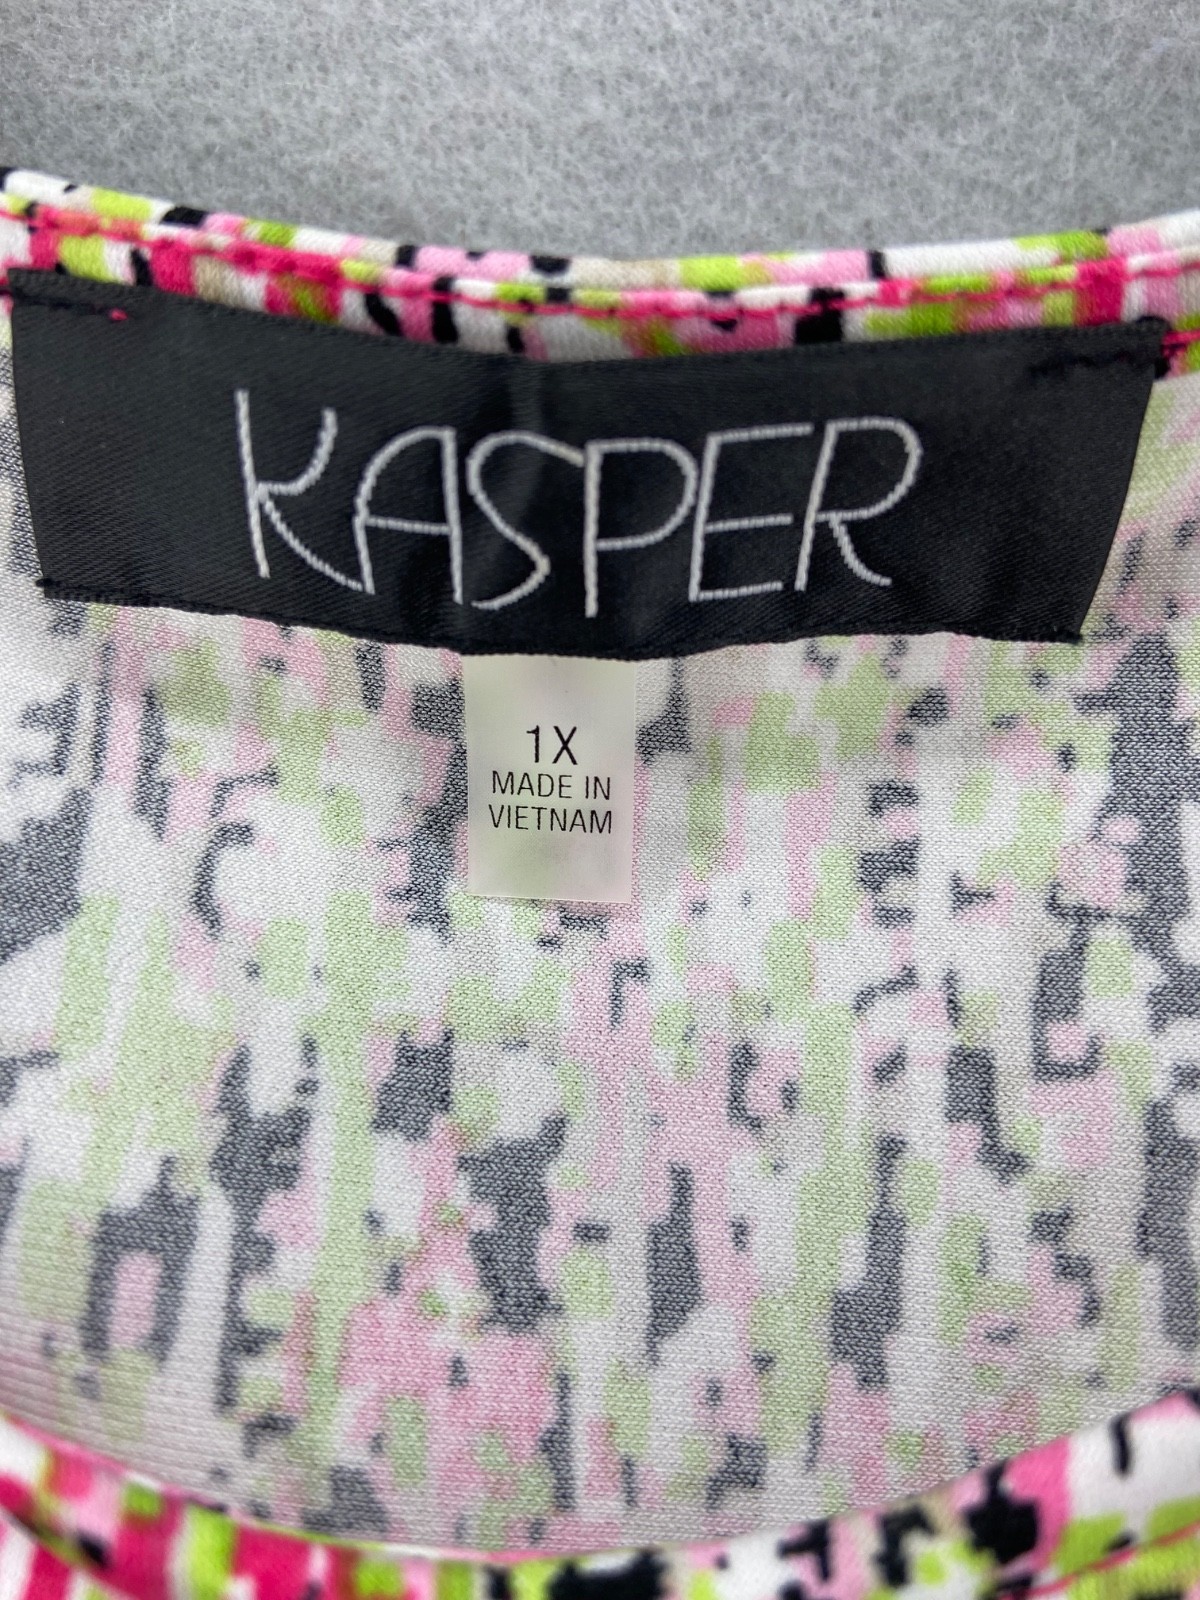 KASPER
1X
MADE IN
VIETNAM